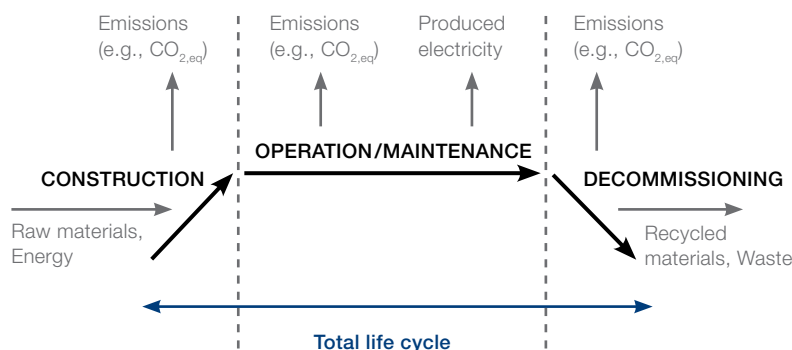 Emissions
(e.g., CO2,eq)
Emissions
(e.g., CO2,eq)
Produced
electricity
Emissions
(e.g., CO2,eq)
OPERATION/MAINTENANCE
CONSTRUCTION
DECOMMISSIONING
Raw materials,
Energy
Recycled
materials, Waste
Total life cycle